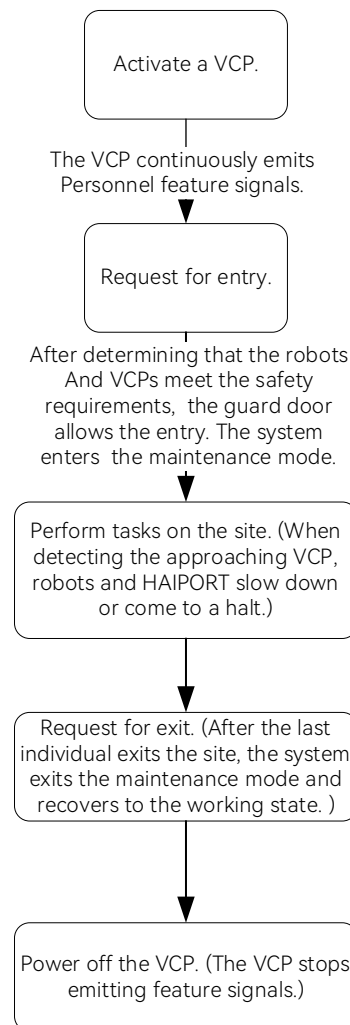 Activate a VCP.
The VCP continuously emits
Personnel feature signals.
Request for entry.
After determining that the robots
And VCPs meet the safety
requirements, the guard door
allows the entry. The system
enters the maintenance mode.
Perform tasks on the site. (When
detecting the approaching VCP,
robots and HAIPORT slow down
or come to a halt.)
Request for exit. (After the last
individual exits the site, the system
exits the maintenance mode and
recovers to the working state. )
Power off the VCP. (The VCP stops
emitting feature signals.)